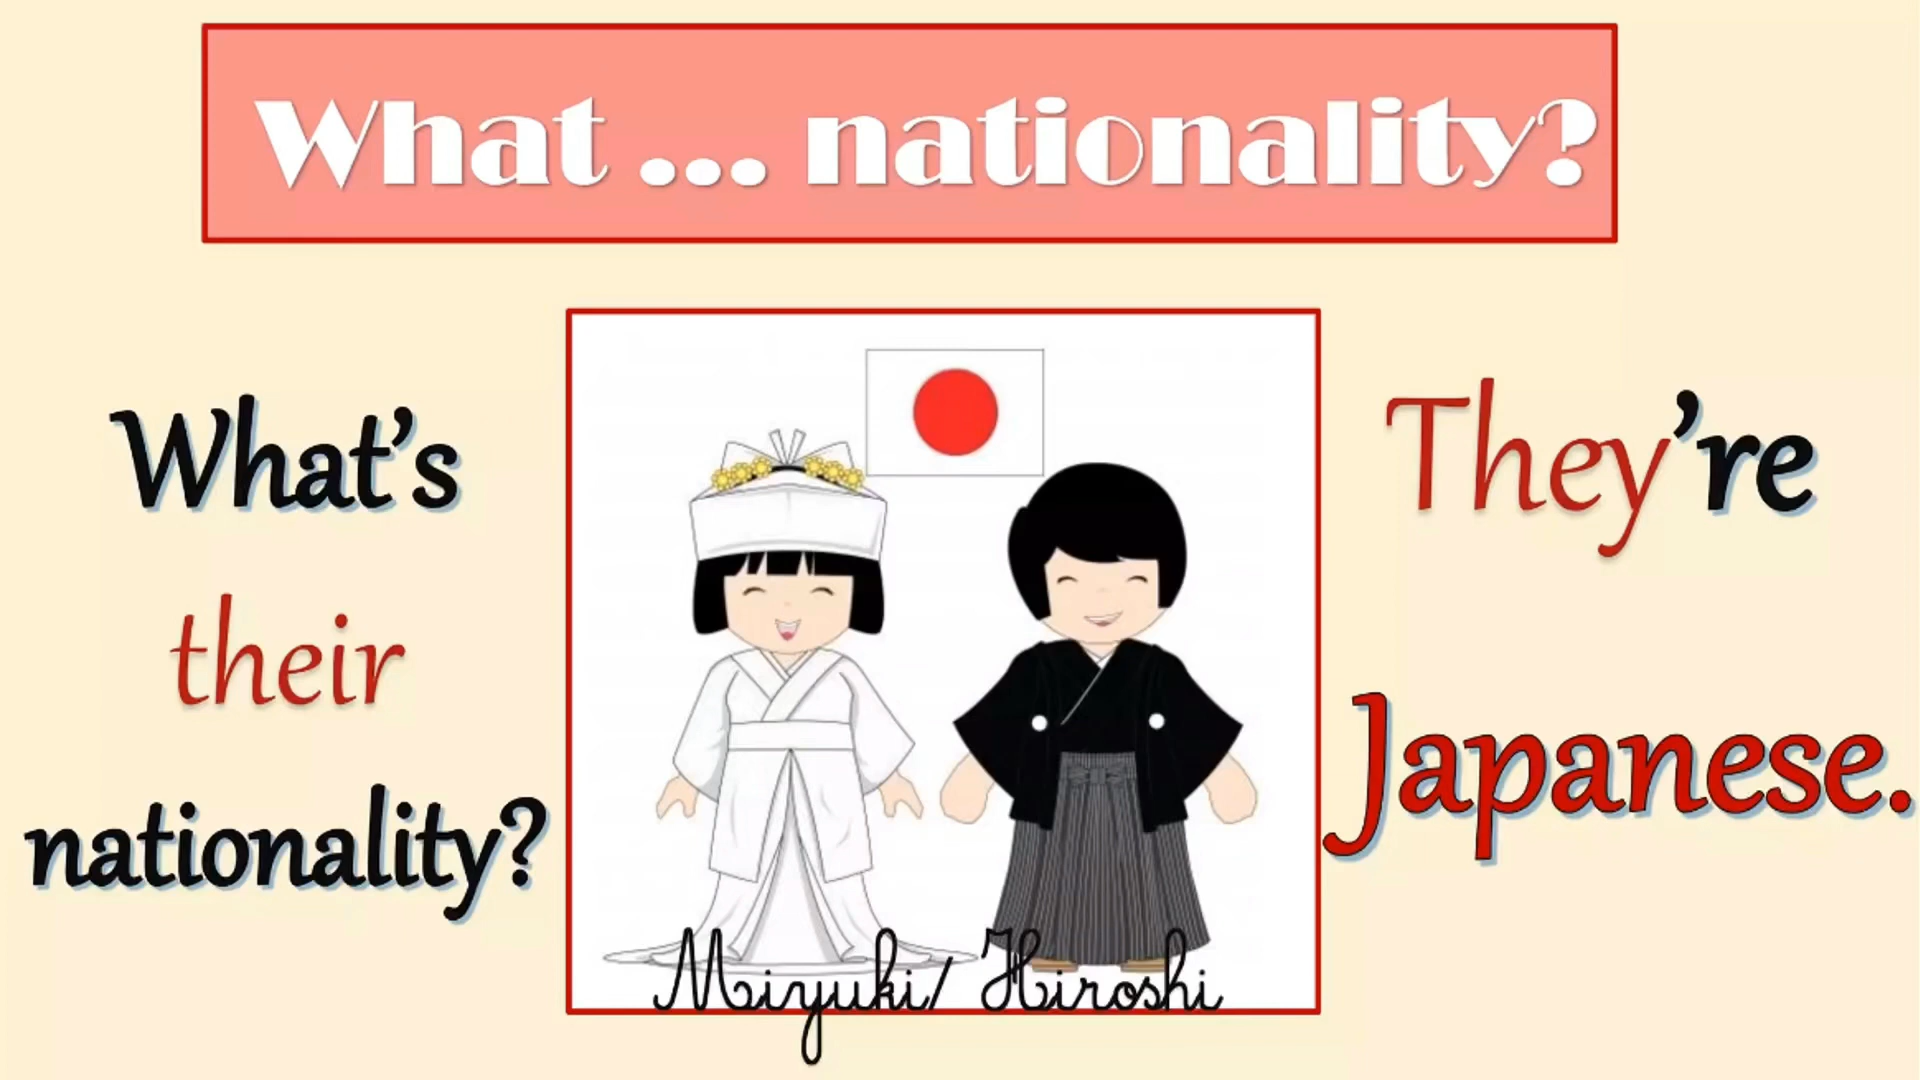 What ... nationality?
What's
their
nationality?
They're
Japanese.
Miyuki/ Hiroshi